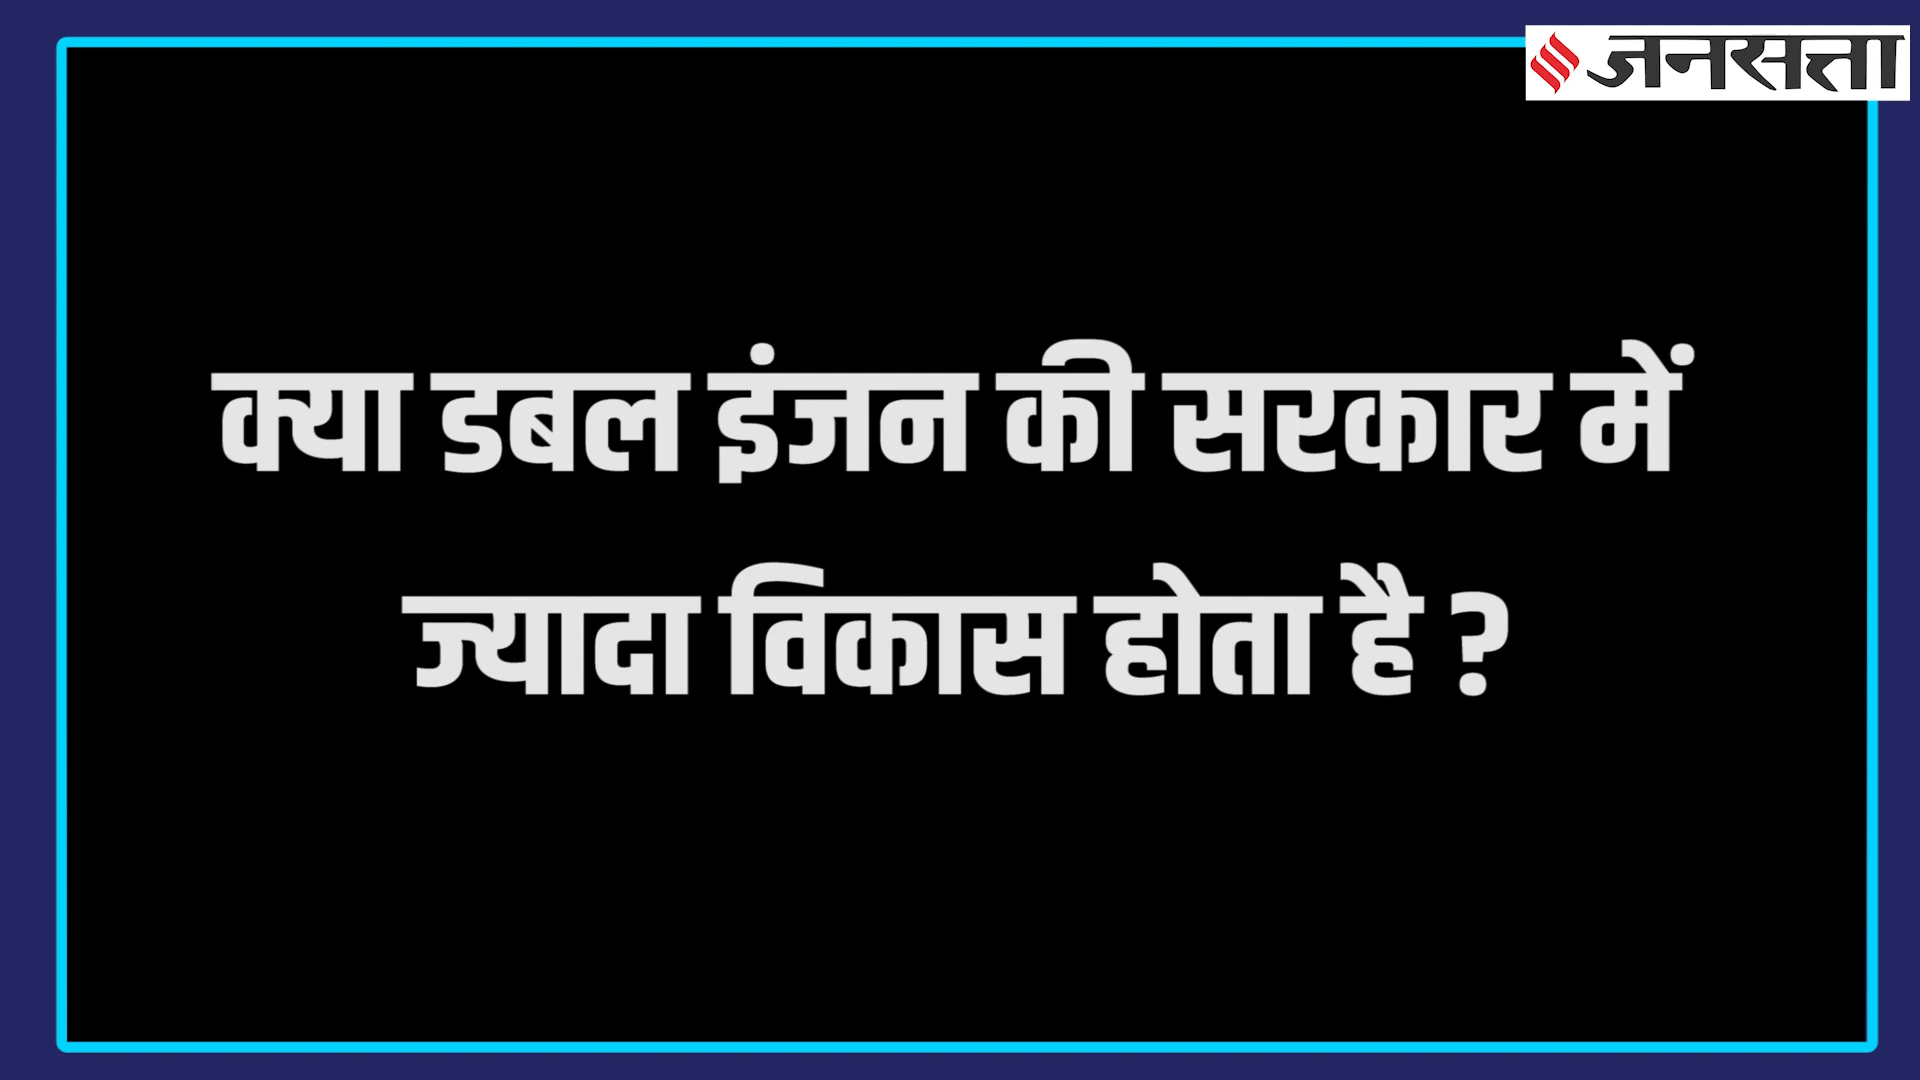 जनसत्ता
क्या डबल इंजन की सरकार में
ज्यादा विकास होता है ?